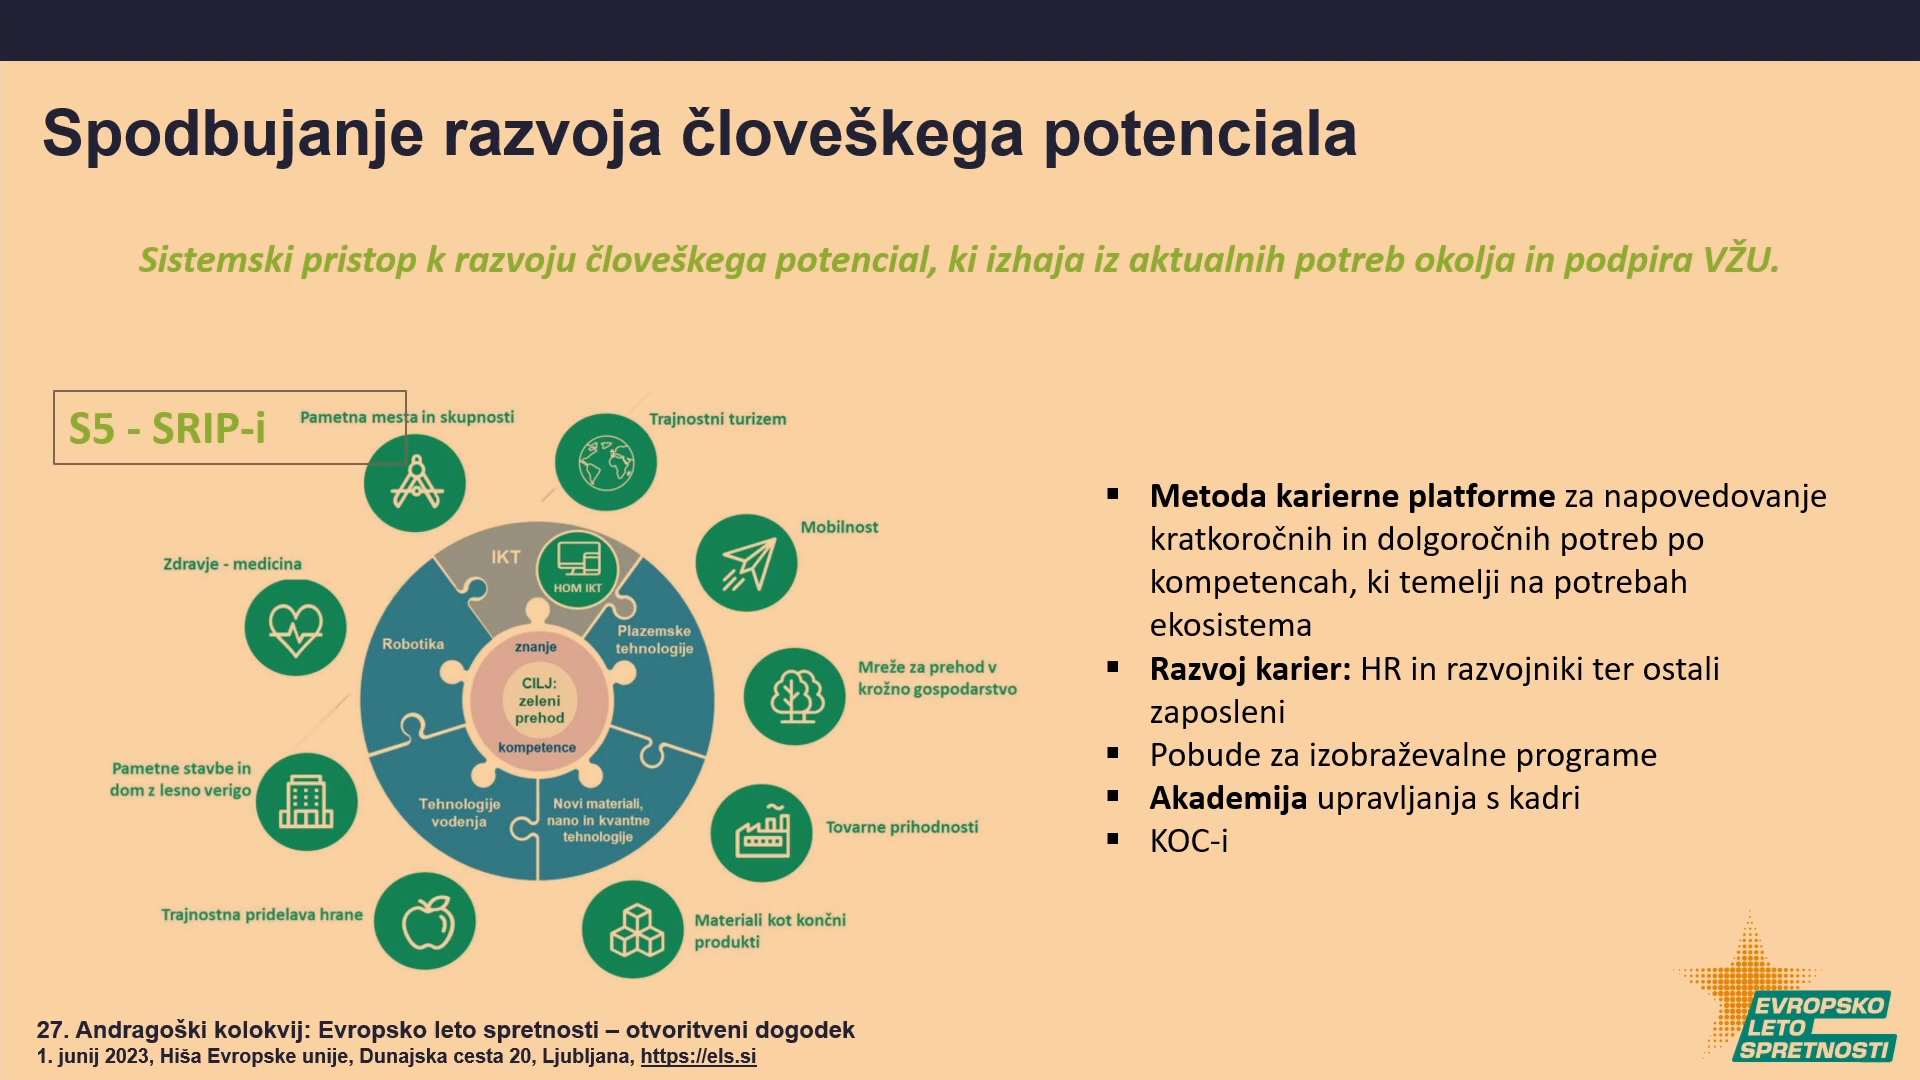 Spodbujanje razvoja človeškega potenciala
Sistemski pristop k razvoju človeškega potencial, ki izhaja iz aktualnih potreb okolja in podpira VŽU.
S5 - SRIP-i
Pametna mesta in skupnosti
Trajnostni turizem
Mobilnost
Zdravje - medicina
IKT
HOM IKT
Robotika
Plazemske
tehnologije
znanje
CILJ:
zeleni
prehod
kompetence
Mreže za prehod v
krožno gospodarstvo
Pametne stavbe in
dom z lesno verigo
Tehnologije
vodenja
Novi materiali,
nano in kvantne
tehnologije
Tovarne prihodnosti
Trajnostna pridelava hrane
Materiali kot končni
produkti
▪ Metoda karierne platforme za napovedovanje
kratkoročnih in dolgoročnih potreb po
kompetencah, ki temelji na potrebah
ekosistema
▪ Razvoj karier: HR in razvojniki ter ostali
zaposleni
▪ Pobude za izobraževalne programe
▪ Akademija upravljanja s kadri
▪ KOC-i
27. Andragoški kolokvij: Evropsko leto spretnosti – otvoritveni dogodek
1. junij 2023, Hiša Evropske unije, Dunajska cesta 20, Ljubljana, https://els.si
EVROPSKO
LETO
SPRETNOSTI